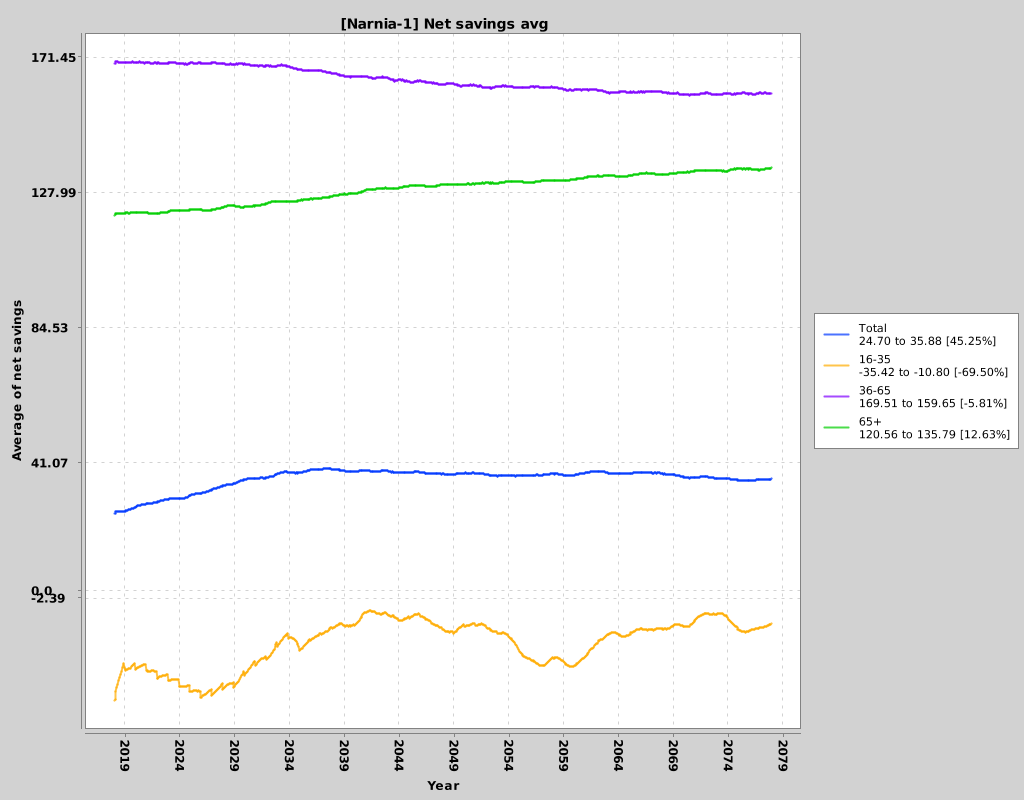 [Narnia-1] Net savings avg
171.45
127.99
84.53
41.07
0.0
-2.39
Average of net savings
2019
2024
2029
2034
2039
2044
2049
2054
2059
2064
2069
2074
2079
Year
Total
24.70 to 35.88 [45.25%]
16-35
-35.42 to -10.80 [-69.50%]
36-65
169.51 to 159.65 [-5.81%]
65+
120.56 to 135.79 [12.63%]